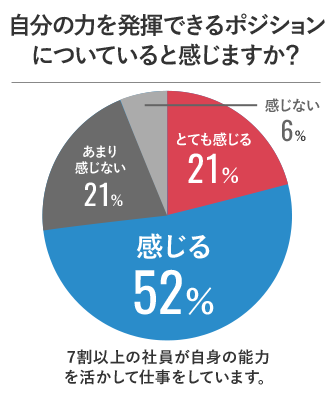 自分の力を発揮できるポジション
についていると感じますか？
感じない
6%
とても感じる
21%
あまり
感じない
21%
感じる
52%
7割以上の社員が自身の能力
を活かして仕事をしています。